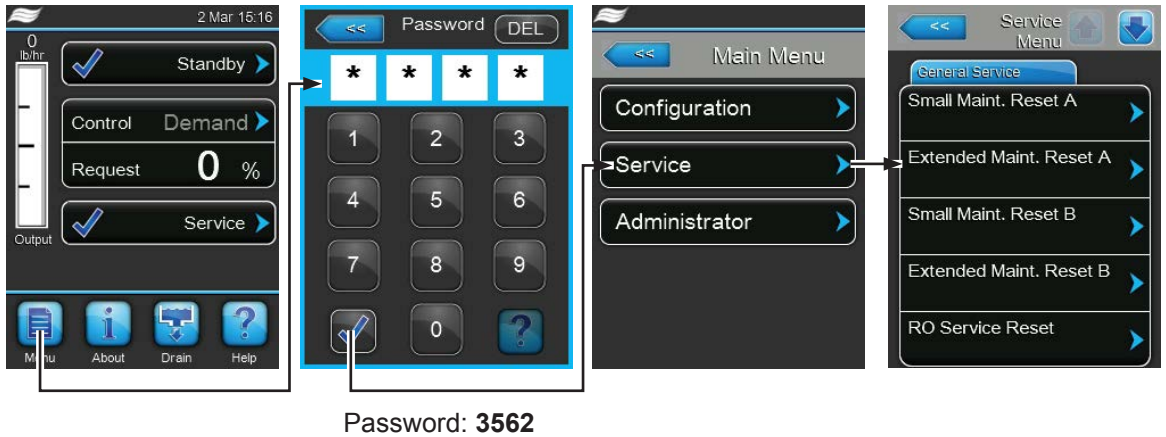 2 Mar 15:16
0
lb/hr
Standby
Control Demand
Request 0 %
Service
Output
Menu About Drain Help
<< Password DEL
* * * *
1 2 3
4 5 6
7 8 9
0 ?
Password: 3562
<< Main Menu
Configuration
Service
Administrator
<< Service
Menu
General Service
Small Maint. Reset A
Extended Maint. Reset A
Small Maint. Reset B
Extended Maint. Reset B
RO Service Reset